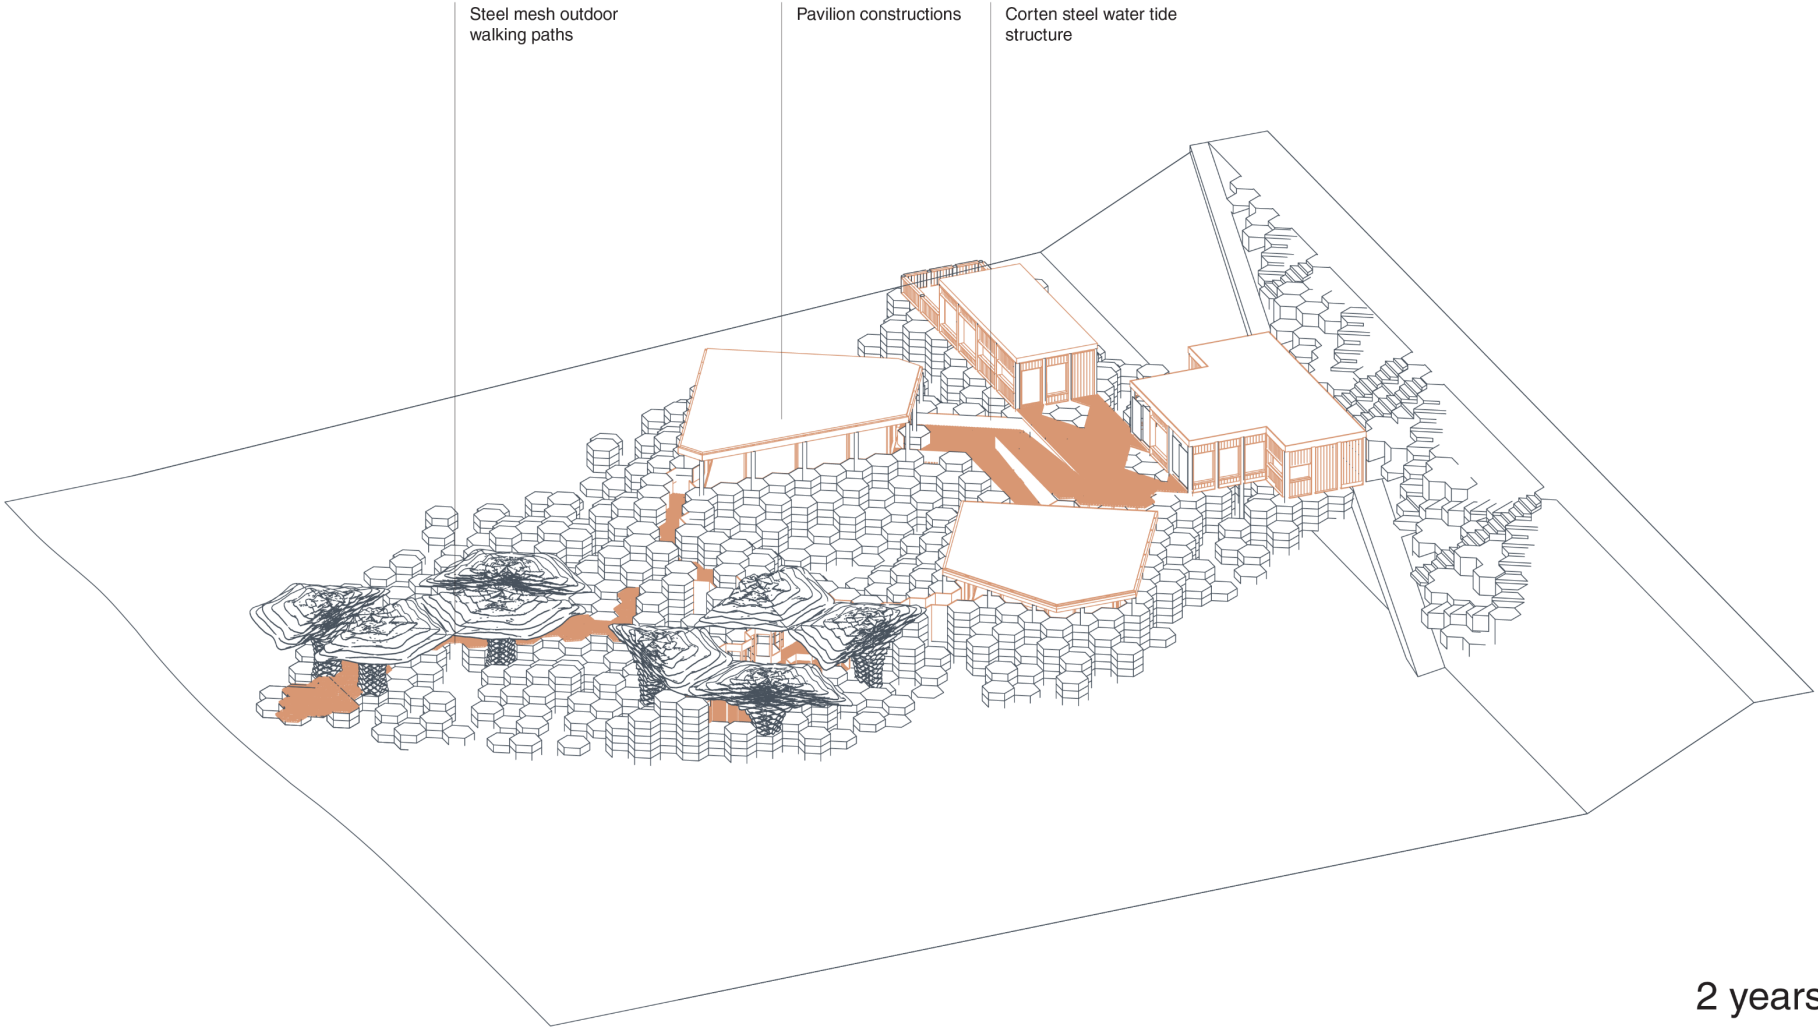 Steel mesh outdoor
walking paths
Pavilion constructions
Corten steel water tide
structure
2 years